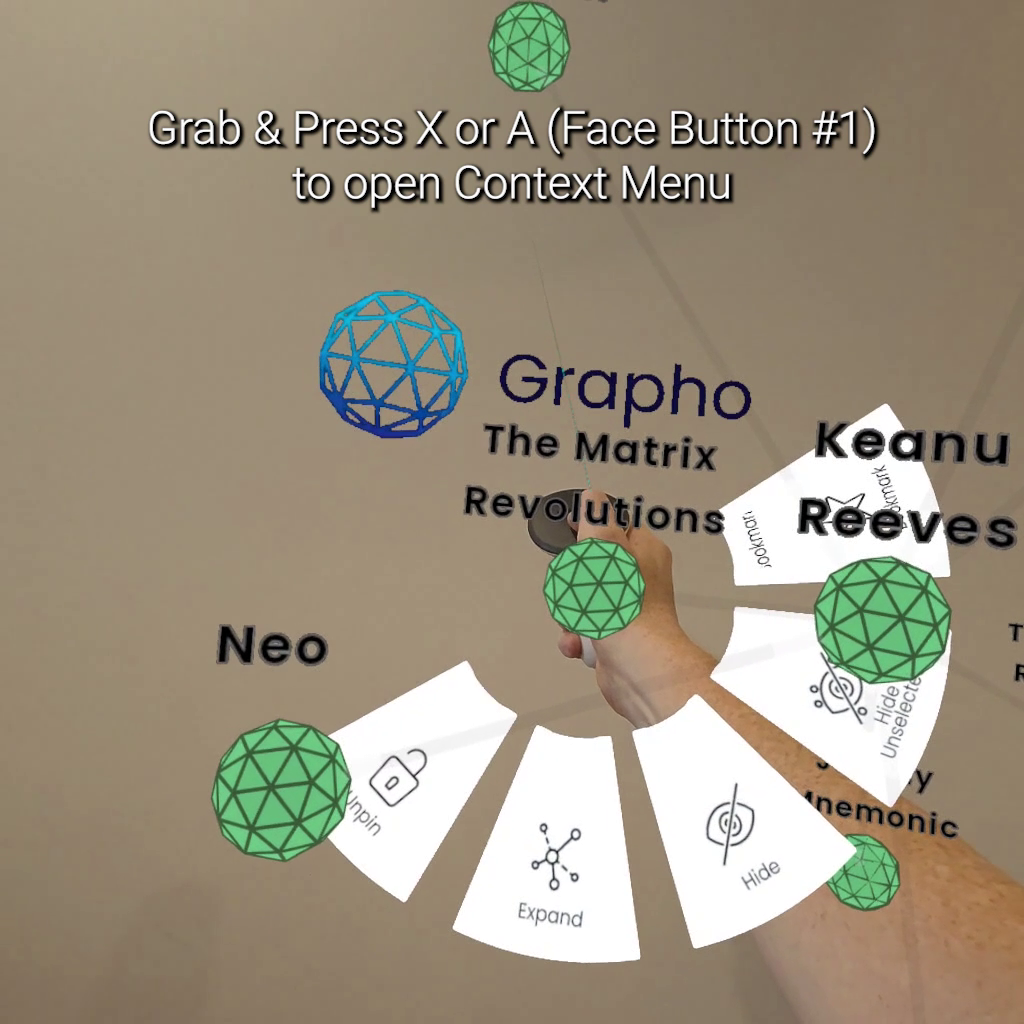 Grab & Press X or A (Face Button #1)
to open Context Menu
Grapho
The Matrix
Revolutions
Keanu
Reeves
Neo
Unpin
Expand
Hide
Hide
Unselected
Mnemonic